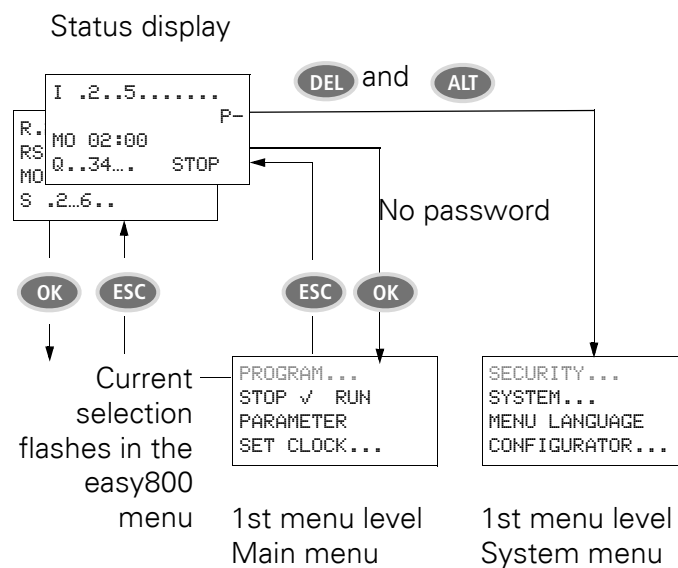 Status display
DEL and ALT
I .2..5.......
P-
MO 02:00
Q..34…. STOP
R.
RS
MO
S .2…6..
No password
OK ESC ESC OK
Current
selection
flashes in the
easy800
menu
PROGRAM...
STOP √ RUN
PARAMETER
SET CLOCK...
1st menu level
Main menu
SECURITY...
SYSTEM...
MENU LANGUAGE
CONFIGURATOR...
1st menu level
System menu